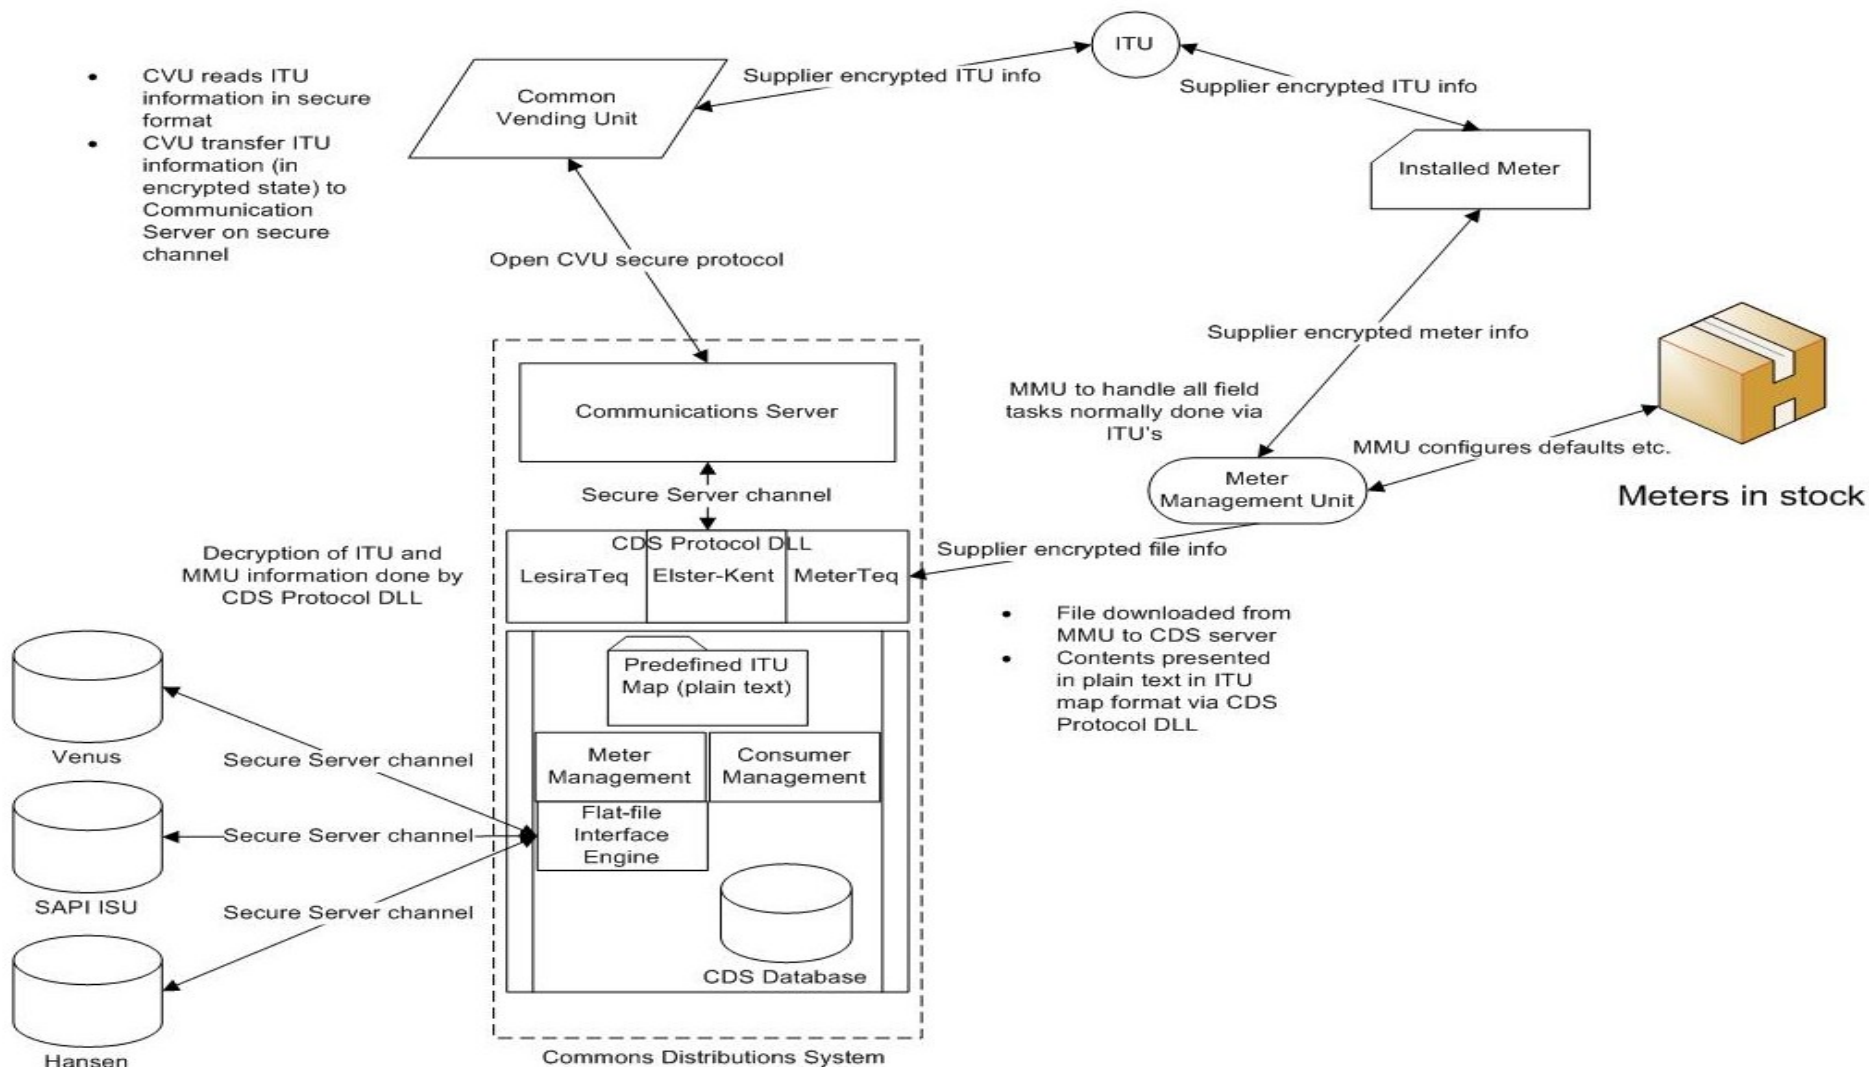 ITU
Supplier encrypted ITU info
Supplier encrypted ITU info
• CVU reads ITU
information in secure
format
• CVU transfer ITU
information (in
encrypted state) to
Communication
Server on secure
channel
Common
Vending Unit
Installed Meter
Open CVU secure protocol
Supplier encrypted meter info
MMU to handle all field
tasks normally done via
ITU's
Communications Server
MMU configures defaults etc.
Meter
Management Unit
Meters in stock
Secure Server channel
Decryption of ITU and
MMU information done by
CDS Protocol DLL
CDS Protocol DLL
LesiraTeq
Elster-Kent
MeterTeq
Supplier encrypted file info
• File downloaded from
MMU to CDS server
• Contents presented
in plain text in ITU
map format via CDS
Protocol DLL
Predefined ITU
Map (plain text)
Meter
Management
Consumer
Management
Flat-file
Interface
Engine
Venus
Secure Server channel
SAPI ISU
Secure Server channel
Hansen
Secure Server channel
CDS Database
Commons Distributions System